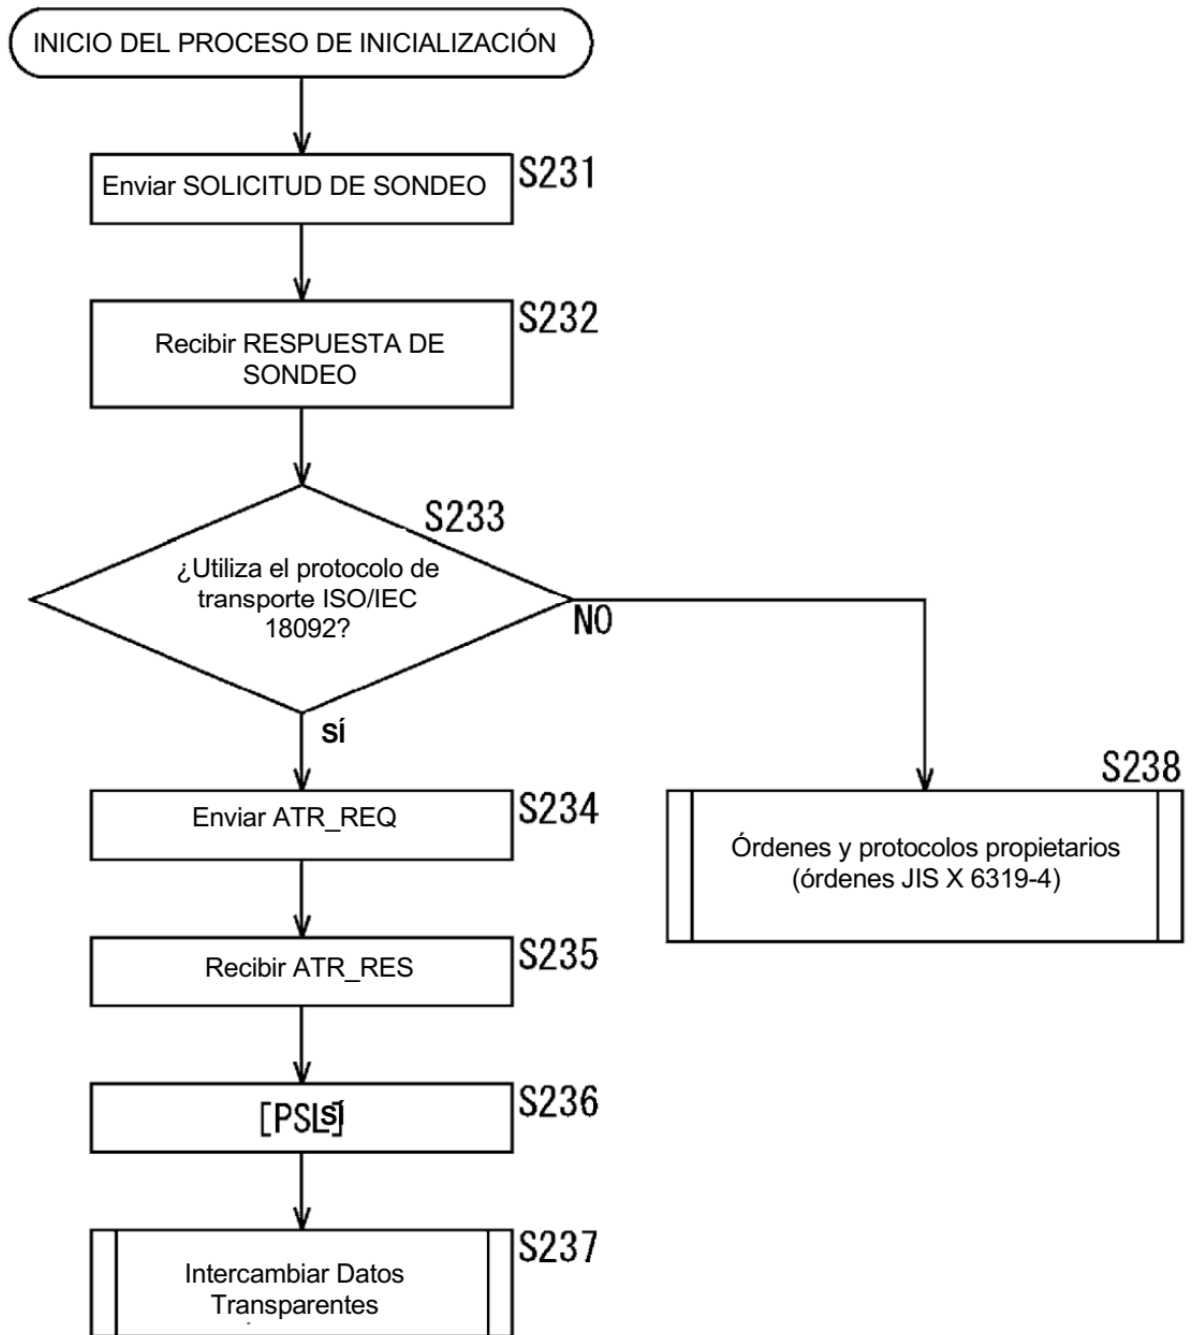 INICIO DEL PROCESO DE INICIALIZACIÓN
Enviar SOLICITUD DE SONDEO
S231
Recibir RESPUESTA DE
SONDEO
S232
S233
¿Utiliza el protocolo de
transporte ISO/IEC
18092?
NO
SÍ
Enviar ATR_REQ
S234
S238
Órdenes y protocolos propietarios
(órdenes JIS X 6319-4)
Recibir ATR_RES
S235
S236
Intercambiar Datos
Transparentes
S237